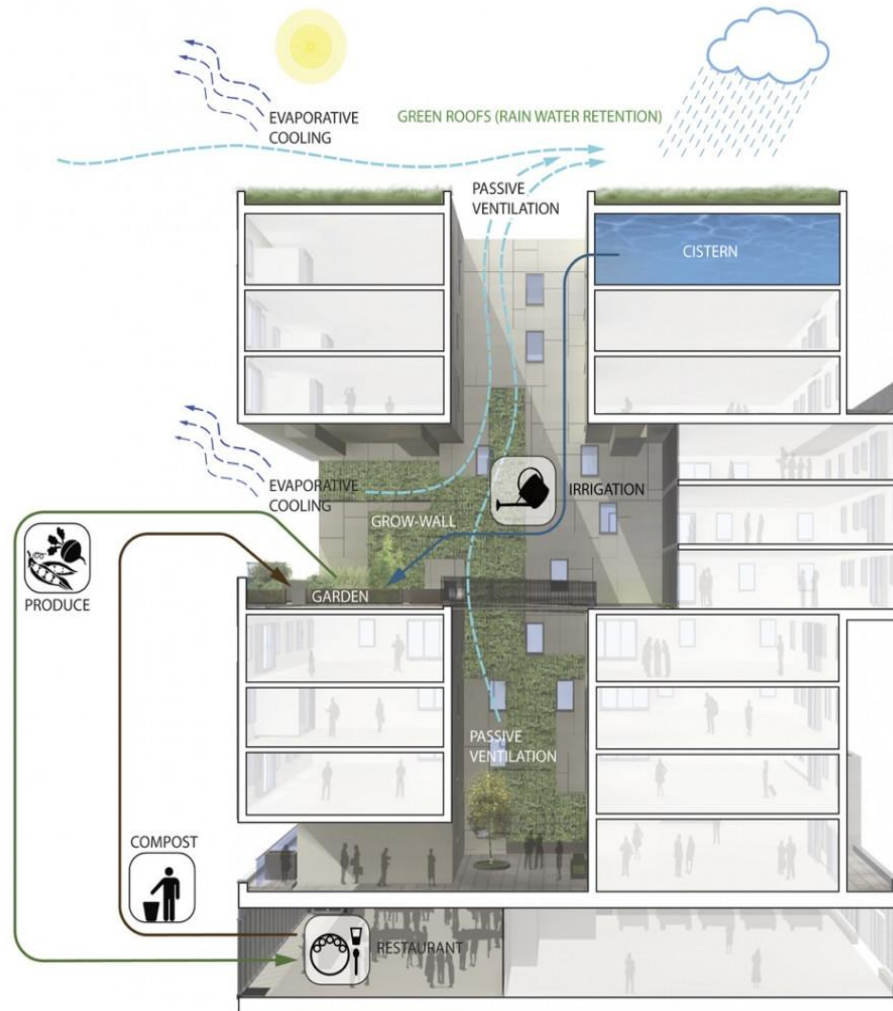 EVAPORATIVE
COOLING
GREEN ROOFS (RAIN WATER RETENTION)
PASSIVE
VENTILATION
CISTERN
EVAPORATIVE
COOLING
IRRIGATION
GROW-WALL
PRODUCE
GARDEN
PASSIVE
VENTILATION
COMPOST
RESTAURANT